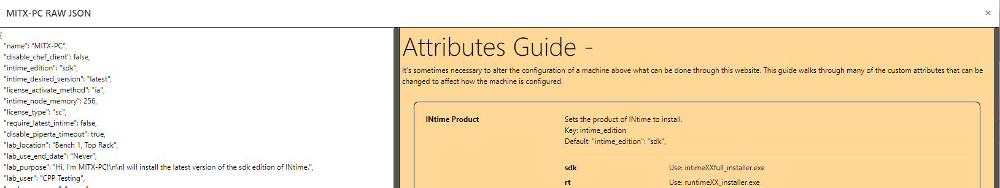 MITX-PC RAW JSON
×
{
"name": "MITX-PC",
"disable_chef_client": false,
"intime_edition": "sdk",
"intime_desired_version": "latest",
"license_activate_method": "ia",
"intime_node_memory": 256,
"license_type": "sc",
"require_latest_intime": false,
"disable_piperta_timeout": true,
"lab_location": "Bench 1, Top Rack",
"lab_use_end_date": "Never",
"lab_purpose": "Hi, I'm MITX-PC!\n\nI will install the latest version of the sdk edition of INtime.",
"lab_user": "CPP Testing",
Attributes Guide -
It's sometimes necessary to alter the configuration of a machine above what can be done through this website. This guide walks through many of the custom attributes that can be
changed to affect how the machine is configured.
INtime Product
Sets the product of INtime to install.
Key: intime_edition
Default: "intime_edition": "sdk",
sdk Use: intimeXXfull_installer.exe
rt Use: runtimeXX_installer.exe